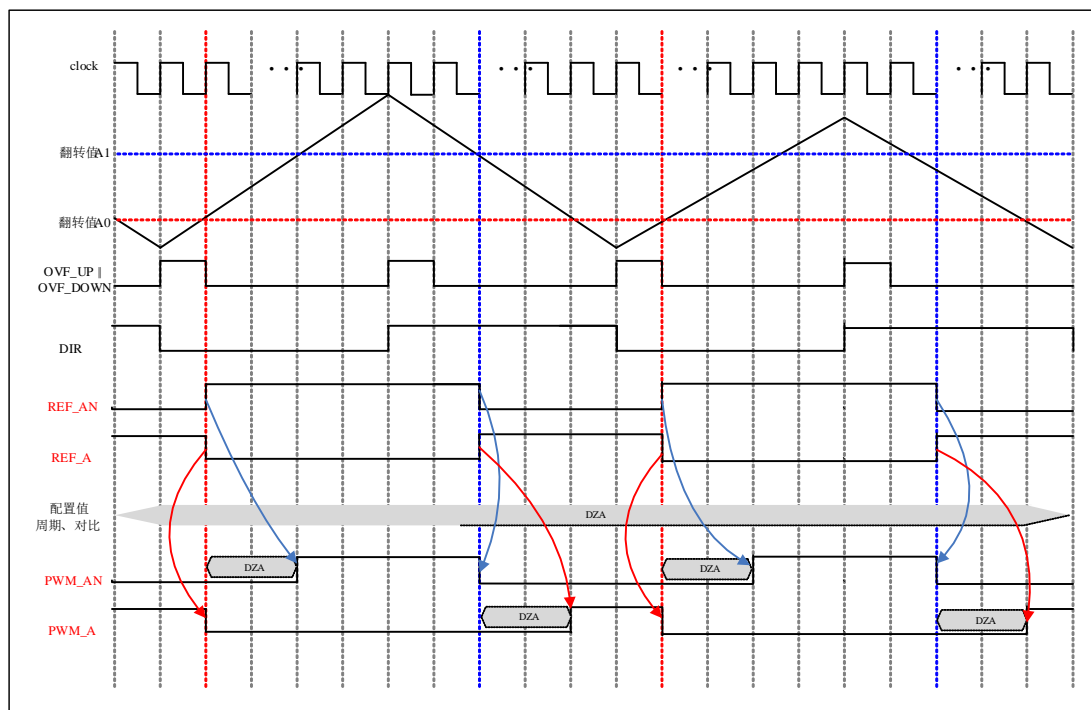 clock
翻转值A1
翻转值A0
OVF_UP ||
OVF_DOWN
DIR
REF_AN
REF_A
配置值
周期、对比
DZA
PWM_AN
DZA
DZA
PWM_A
DZA
DZA